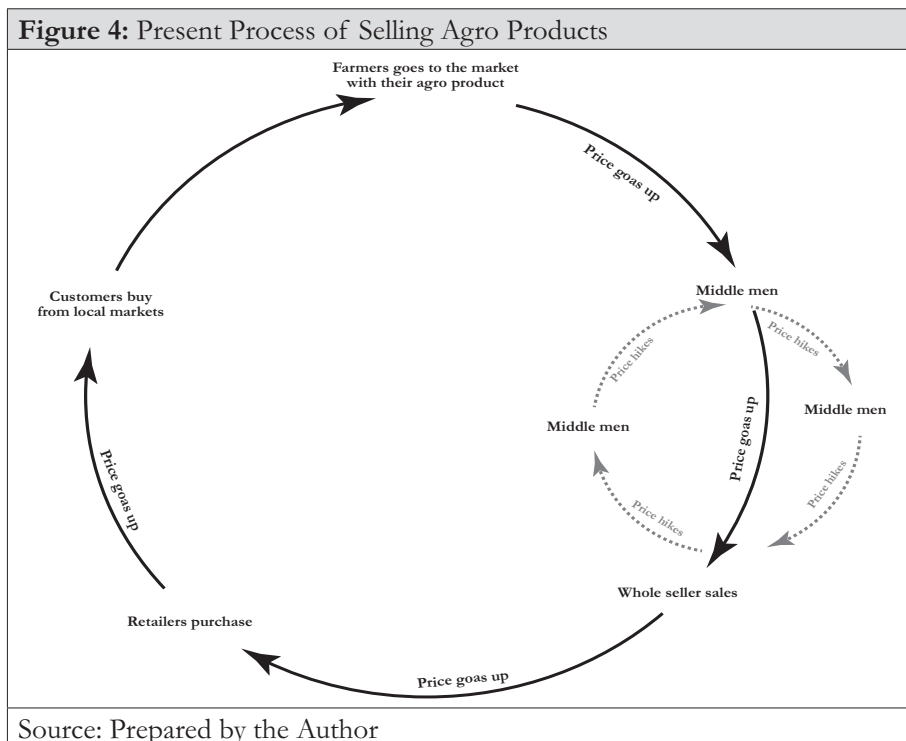 Figure 4: Present Process of Selling Agro Products
Farmers goes to the market
with their agro product
Price goas up
Middle men
Price hikes
Price hikes
Middle men
Middle men
Price goas up
Price hikes
Price hikes
Whole seller sales
Price goas up
Retailers purchase
Price goas up
Customers buy
from local markets
Source: Prepared by the Author